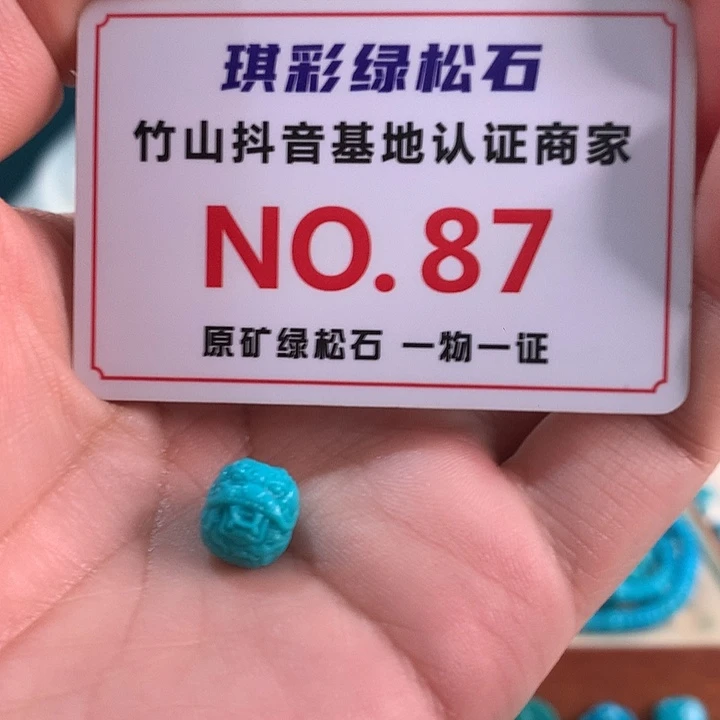 琪彩绿松石
竹山抖音基地认证商家
NO.87
原矿绿松石 一物一证